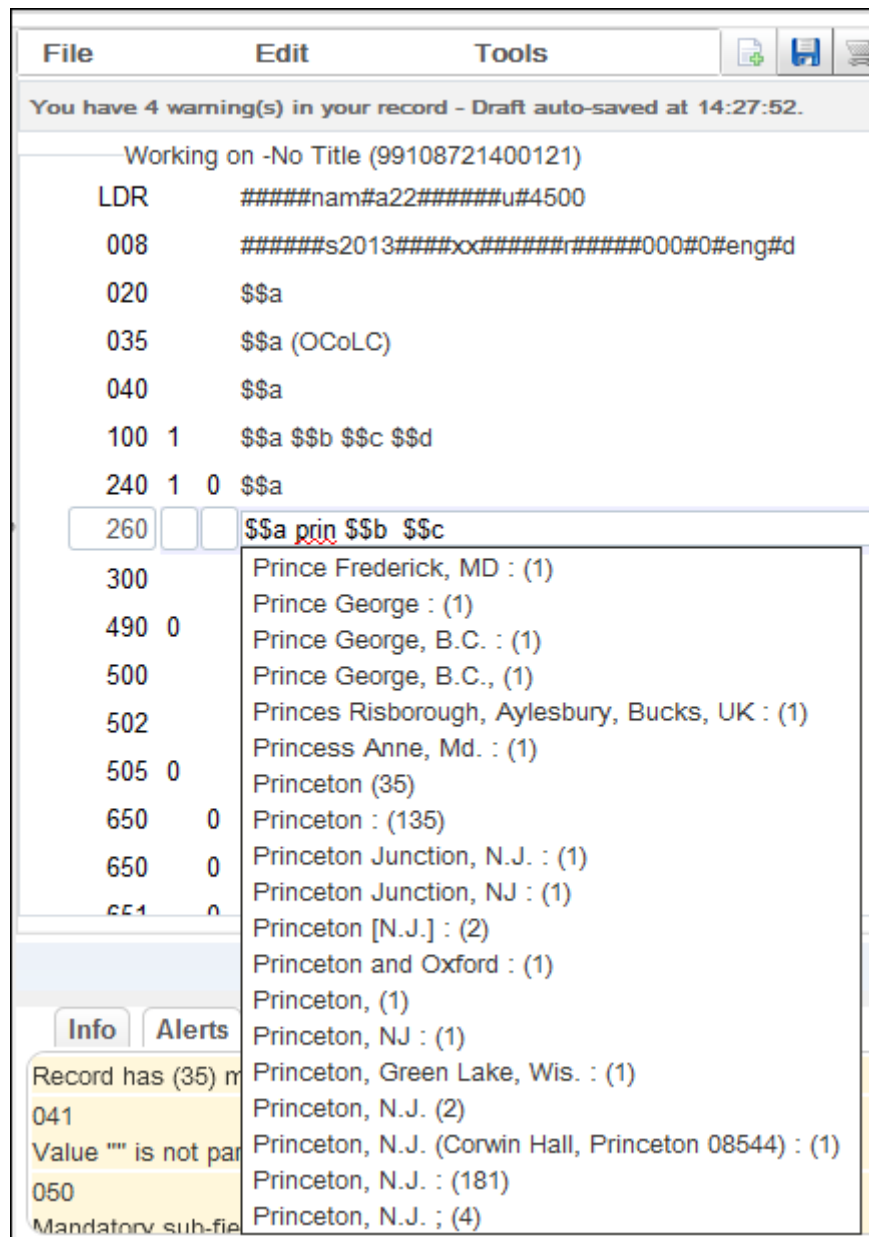 File Edit Tools
You have 4 warning(s) in your record - Draft auto-saved at 14:27:52.
Working on -No Title (99108721400121)
LDR #####nam#a22######u#4500
008 ######s2013####xx######r#####000#0#eng#d
020 $$a
035 $$a (OCoLC)
040 $$a
100 1 $$a $$b $$c $$d
240 1 0 $$a
260 $$a prin $$b $$c
300
490 0
500
502
505 0
650 0
650 0
651 0
Prince Frederick, MD : (1)
Prince George : (1)
Prince George, B.C. : (1)
Prince George, B.C., (1)
Princes Risborough, Aylesbury, Bucks, UK : (1)
Princess Anne, Md. : (1)
Princeton (35)
Princeton : (135)
Princeton Junction, N.J. : (1)
Princeton Junction, NJ : (1)
Princeton [N.J.] : (2)
Princeton and Oxford : (1)
Princeton, (1)
Princeton, NJ : (1)
Princeton, Green Lake, Wis. : (1)
Princeton, N.J. (2)
Princeton, N.J. (Corwin Hall, Princeton 08544) : (1)
Princeton, N.J. : (181)
Princeton, N.J. ; (4)
Info Alerts
Record has (35) m
041
Value "" is not par
050
Mandatory sub-fie